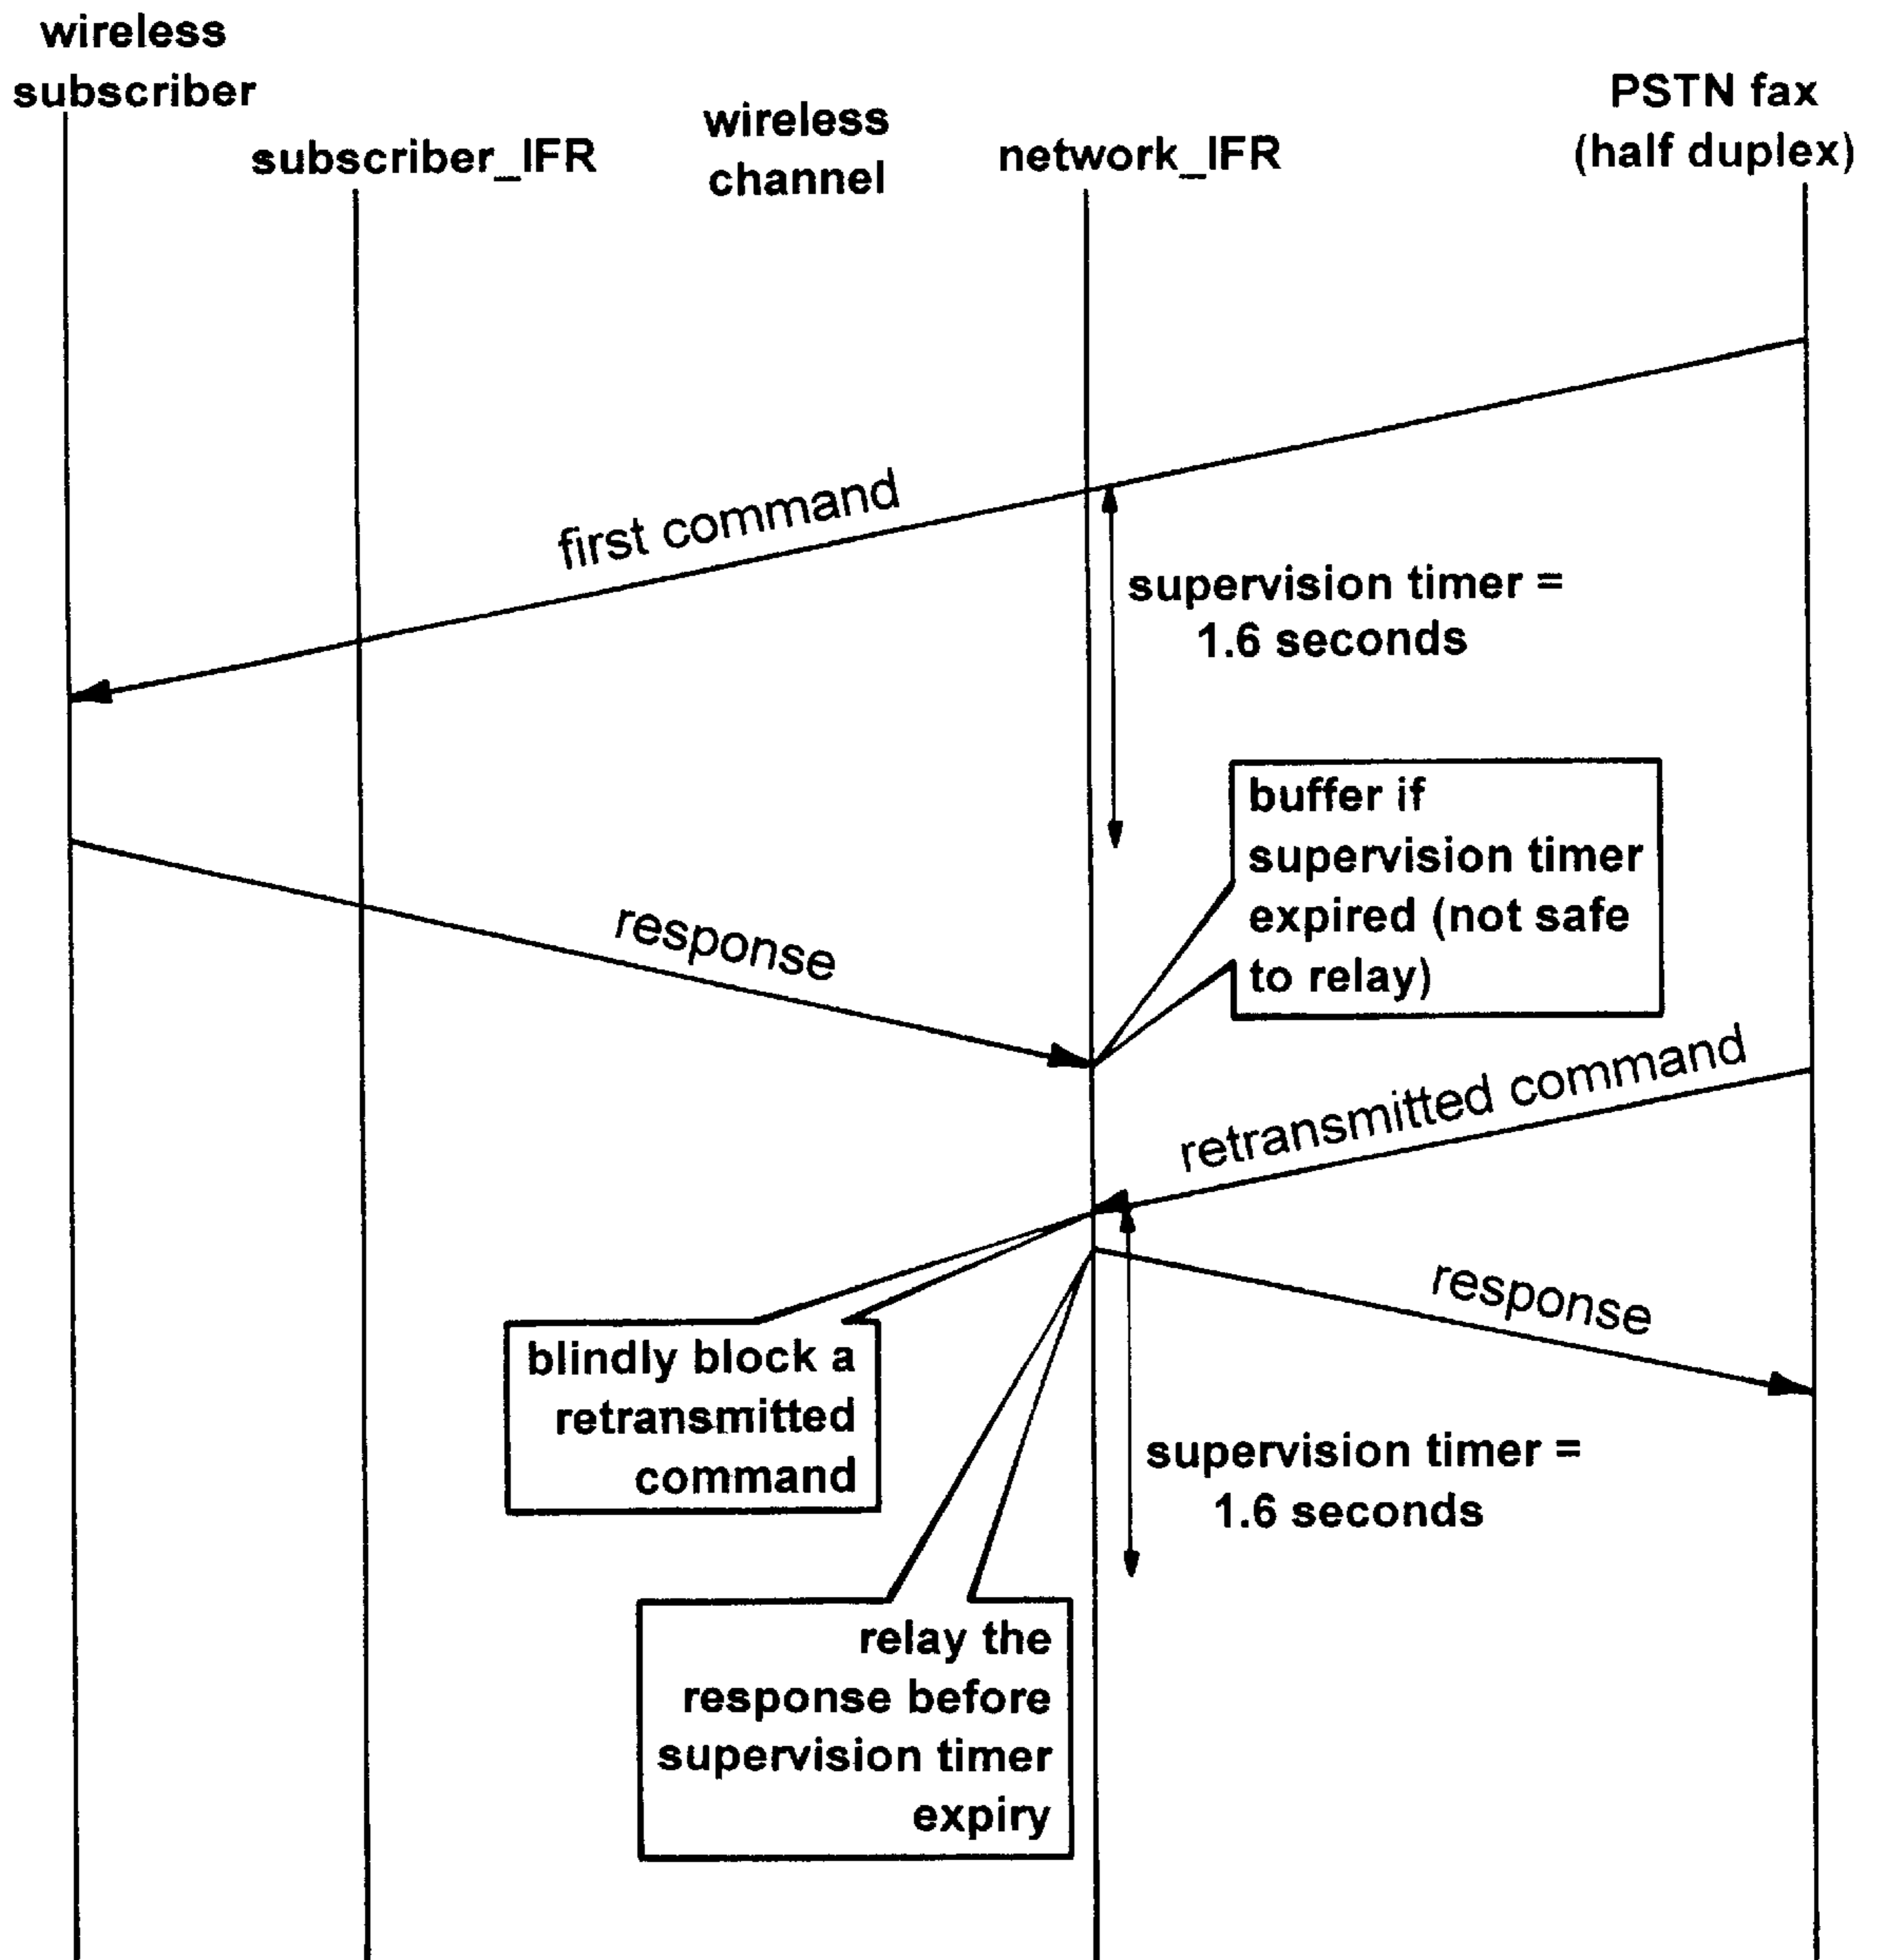 wireless
subscriber
subscriber_IFR
wireless
channel
network_IFR
PSTN fax
(half duplex)
first command
supervision timer =
1.6 seconds
buffer if
supervision timer
expired (not safe
to relay)
response
retransmitted command
response
blindly block a
retransmitted
command
supervision timer =
1.6 seconds
relay the
response before
supervision timer
expiry